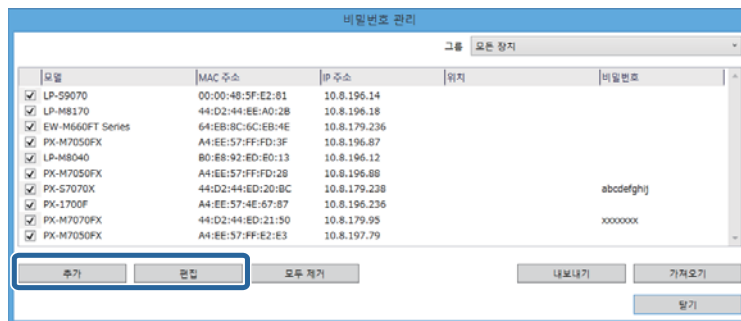 비밀번호 관리
그룹 모든 장치
모델 MAC 주소 IP 주소 위치 비밀번호
LP-S9070 00:00:48:5F:E2:81 10.8.196.14
LP-M8170 44:D2:44:EE:A0:2B 10.8.196.18
EW-M660FT Series 64:EB:8C:6C:EB:4E 10.8.179.236
PX-M7050FX A4:EE:57:FF:FD:3F 10.8.196.87
LP-M8040 B0:E8:92:ED:E0:13 10.8.196.12
PX-M7050FX A4:EE:57:FF:FD:28 10.8.196.88
PX-S7070X 44:D2:44:ED:20:BC 10.8.179.238 abcdefghij
PX-1700F A4:EE:57:4E:67:87 10.8.196.236
PX-M7070FX 44:D2:44:ED:21:50 10.8.179.95 xxxxxxx
PX-M7050FX A4:EE:57:FF:E2:E3 10.8.197.79
추가 편집 모두 제거 내보내기 가져오기
닫기